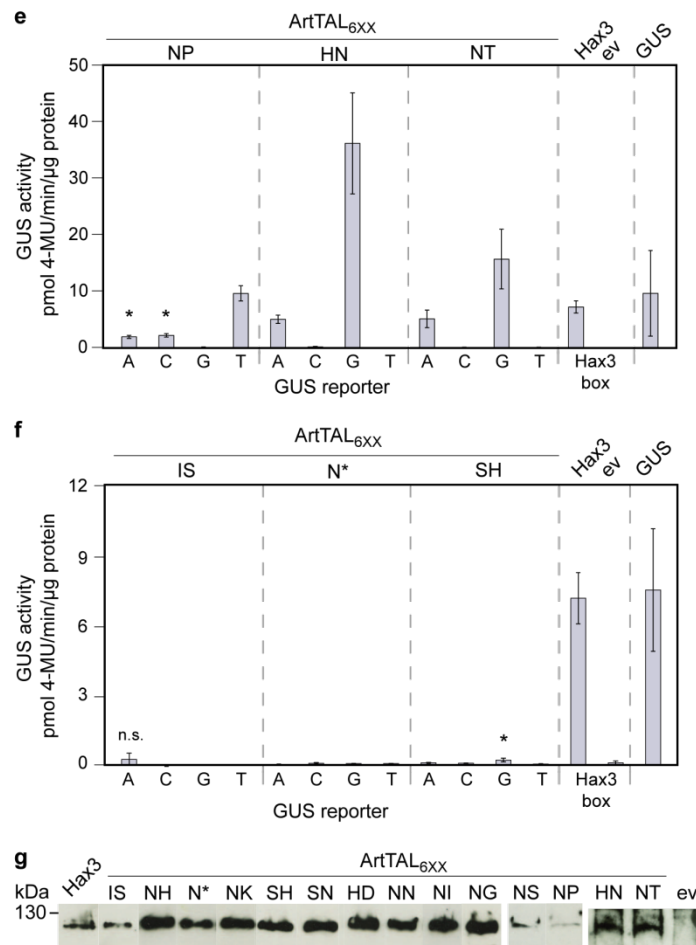 e
ArtTAL6XX
NP HN NT Hax3 ev GUS
50
40
30
20
10
0
GUS activity
pmol 4-MU/min/µg protein
* *
A C G T A C G T A C G T Hax3
box
GUS reporter
f
ArtTAL6XX
IS N* SH Hax3 ev GUS
12
9
6
3
0
GUS activity
pmol 4-MU/min/µg protein
n.s. *
A C G T A C G T A C G T Hax3
box
GUS reporter
g
ArtTAL6XX
kDa Hax3 IS NH N* NK SH SN HD NN NI NG NS NP HN NT ev
130